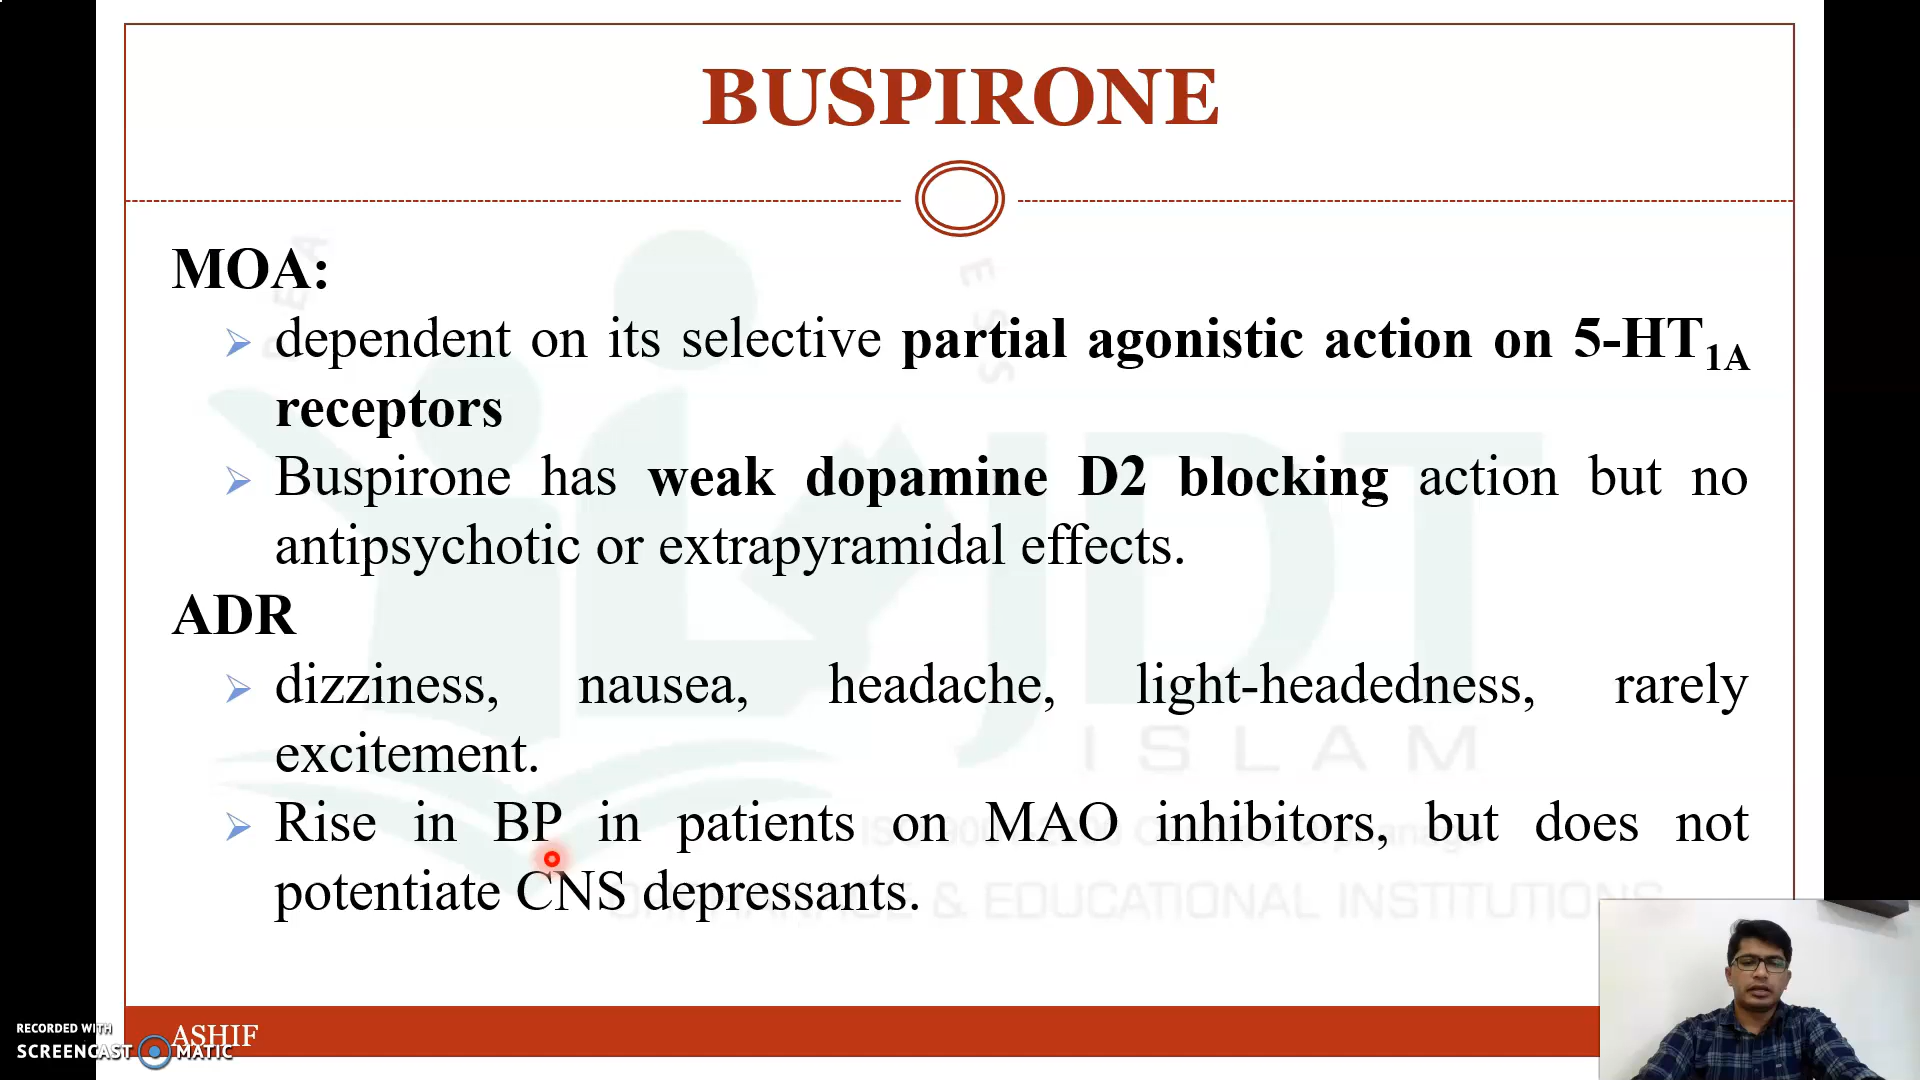 BUSPIRONE
MOA:
➢ dependent on its selective partial agonistic action on 5-HT1A
receptors
➢ Buspirone has weak dopamine D2 blocking action but no
antipsychotic or extrapyramidal effects.
ADR
➢ dizziness, nausea, headache, light-headedness, rarely
excitement.
➢ Rise in BP in patients on MAO inhibitors, but does not
potentiate CNS depressants.
JDT
ISLAM
& EDUCATIONAL INSTITUTIONS
ASHIF
RECORDED WITH
SCREENCAST MATIC